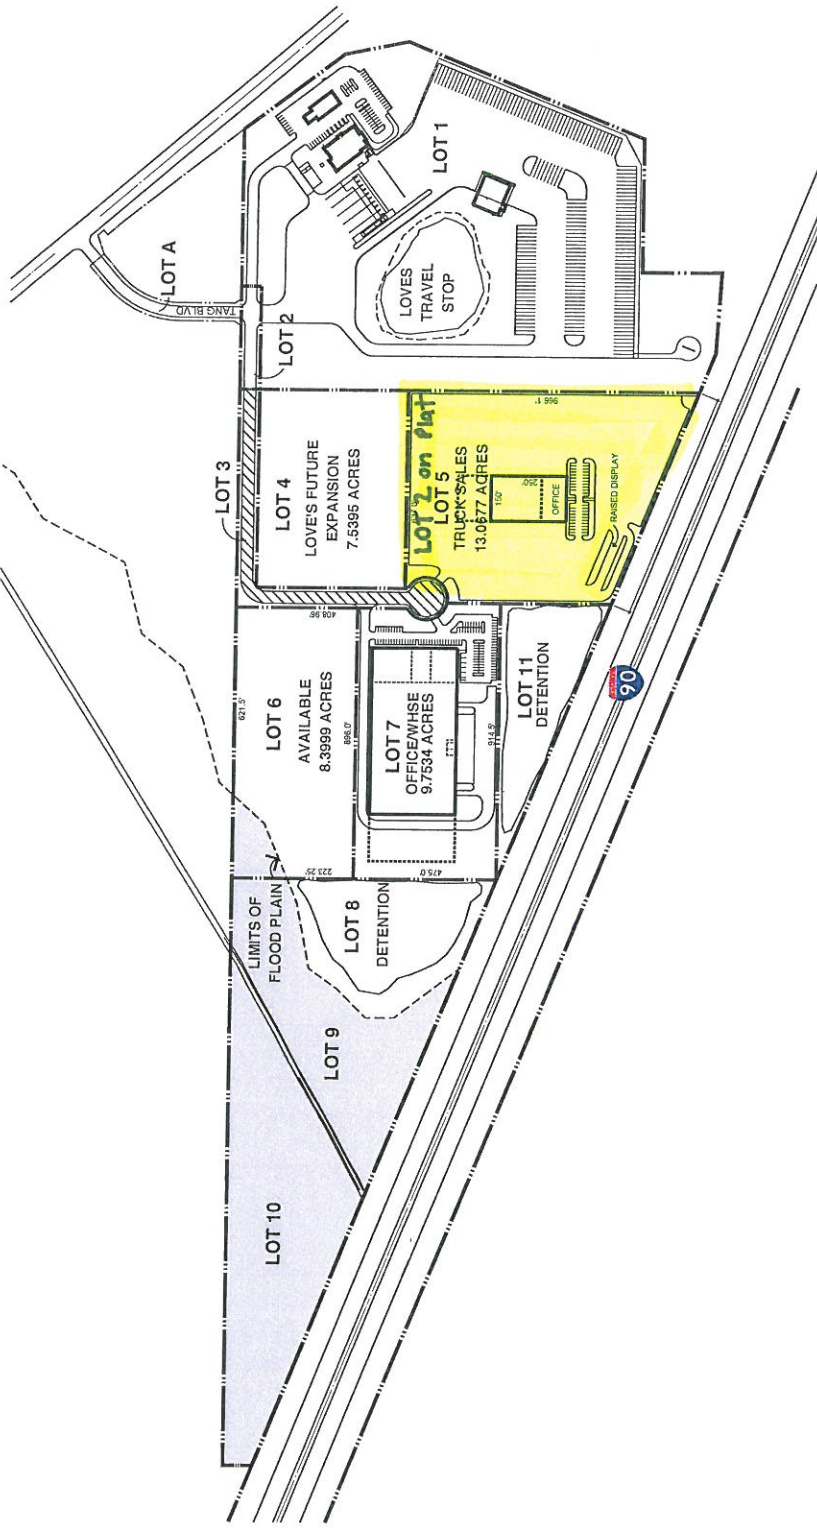 LOT A
TANG BLVD
LOT 1
LOVES
TRAVEL
STOP
LOT 2
LOT 3
LOT 4
LOVE'S FUTURE
EXPANSION
7.5395 ACRES
LOT 2 on Plat
LOT 5
TRUCK SALES
13.0677 ACRES
966.1'
150'
250'
OFFICE
RAISED DISPLAY
408.96'
621.5'
LOT 6
AVAILABLE
8.3999 ACRES
896.0'
LOT 7
OFFICE/WHSE
9.7534 ACRES
914.5'
LOT 11
DETENTION
90
223.25'
475.0'
LIMITS OF
FLOOD PLAIN
LOT 8
DETENTION
LOT 9
LOT 10